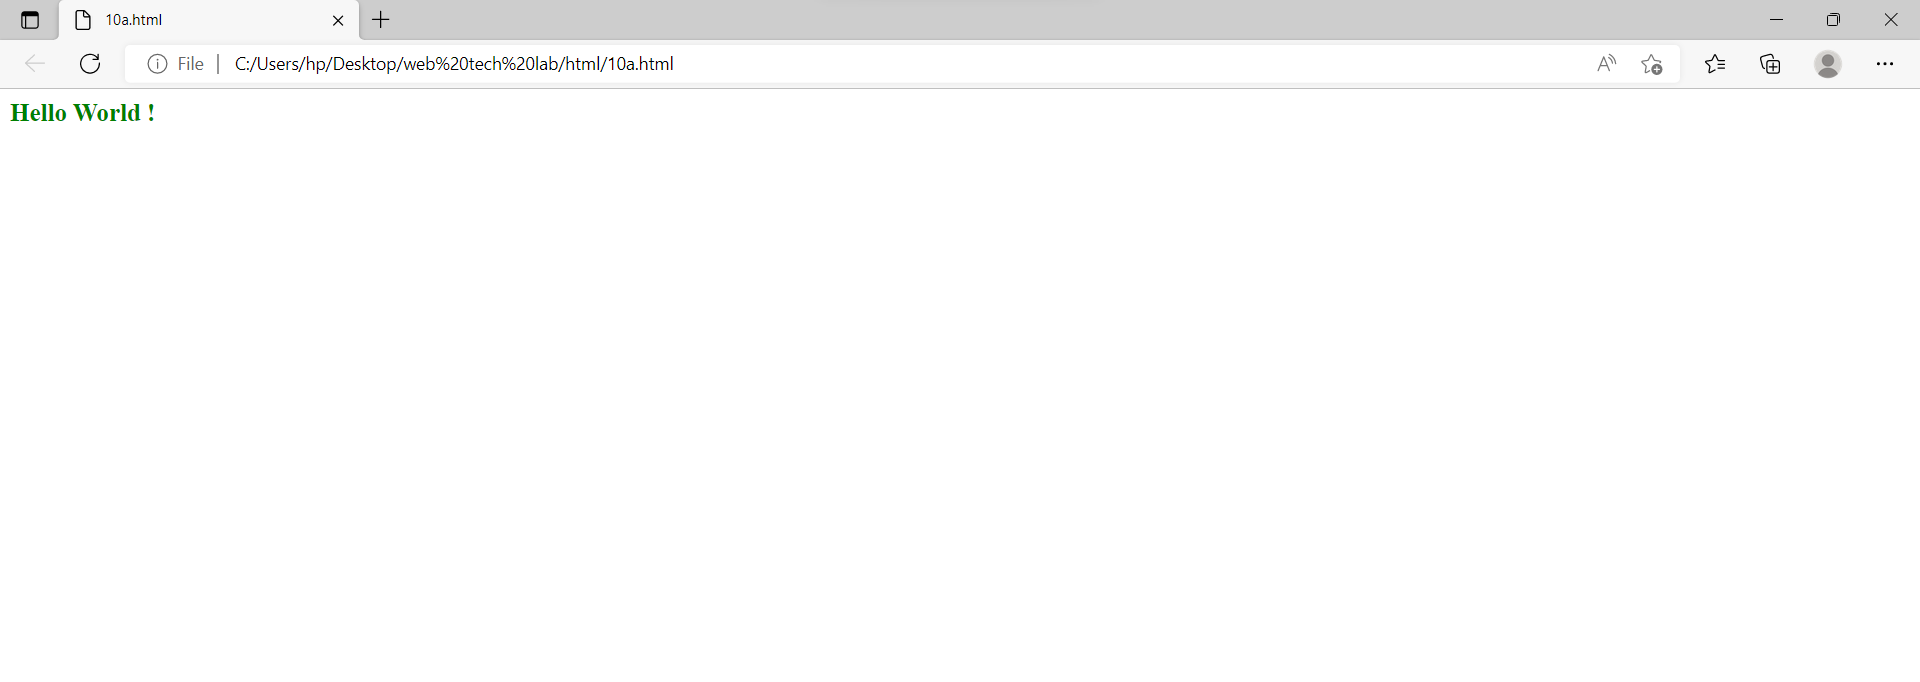 10a.html
File | C:/Users/hp/Desktop/web%20tech%20lab/html/10a.html
Hello World !